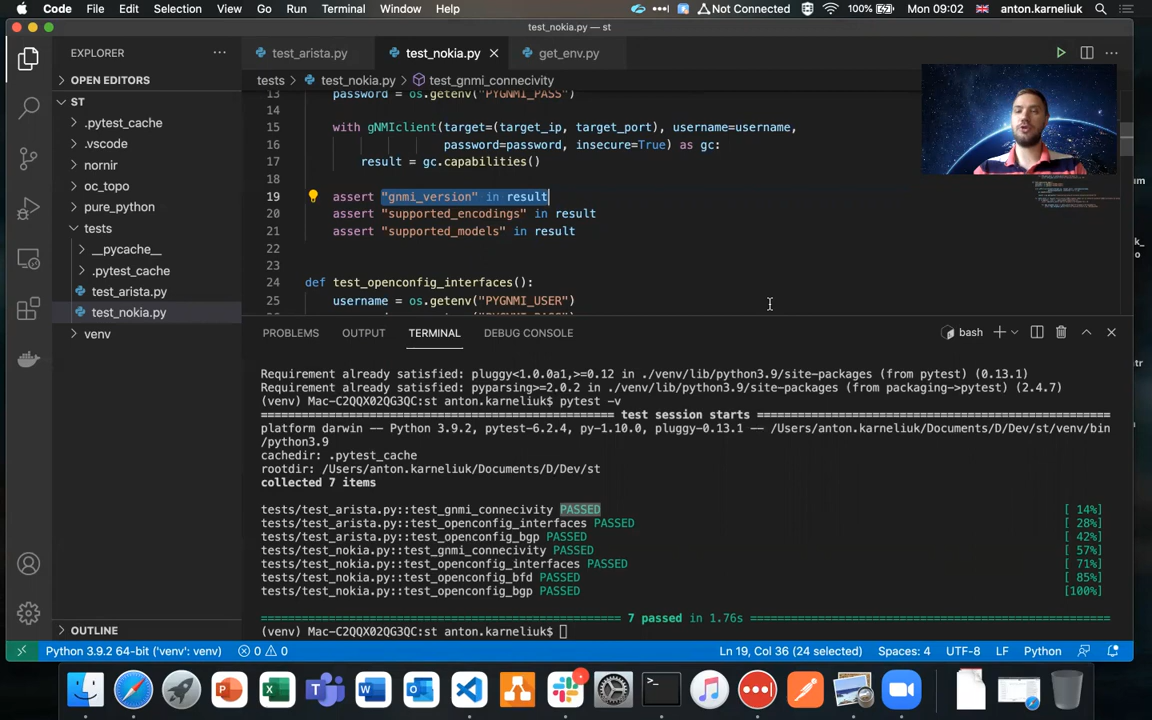 Code File Edit Selection View Go Run Terminal Window Help Not Connected 100% Mon 09:02 anton.karneliuk
test_nokia.py — st
EXPLORER
test_arista.py test_nokia.py get_env.py
OPEN EDITORS
tests > test_nokia.py > test_gnmi_connecivity
ST
.pytest_cache
.vscode
nornir
oc_topo
pure_python
tests
__pycache__
.pytest_cache
test_arista.py
test_nokia.py
venv
OUTLINE
13 password = os.getenv("PYGNMI_PASS")
14
15 with gNMIclient(target=(target_ip, target_port), username=username,
16 password=password, insecure=True) as gc:
17 result = gc.capabilities()
18
19 assert "gnmi_version" in result
20 assert "supported_encodings" in result
21 assert "supported_models" in result
22
23
24 def test_openconfig_interfaces():
25 username = os.getenv("PYGNMI_USER")
PROBLEMS OUTPUT TERMINAL DEBUG CONSOLE bash
Requirement already satisfied: pluggy<1.0.0a1,>=0.12 in ./venv/lib/python3.9/site-packages (from pytest) (0.13.1)
Requirement already satisfied: pyparsing>=2.0.2 in ./venv/lib/python3.9/site-packages (from packaging->pytest) (2.4.7)
(venv) Mac-C2QQX02QG3QC:st anton.karneliuk$ pytest -v
test session starts
platform darwin -- Python 3.9.2, pytest-6.2.4, py-1.10.0, pluggy-0.13.1 -- /Users/anton.karneliuk/Documents/D/Dev/st/venv/bin
/python3.9
cachedir: .pytest_cache
rootdir: /Users/anton.karneliuk/Documents/D/Dev/st
collected 7 items
tests/test_arista.py::test_gnmi_connecivity PASSED [ 14%]
tests/test_arista.py::test_openconfig_interfaces PASSED [ 28%]
tests/test_arista.py::test_openconfig_bgp PASSED [ 42%]
tests/test_nokia.py::test_gnmi_connecivity PASSED [ 57%]
tests/test_nokia.py::test_openconfig_interfaces PASSED [ 71%]
tests/test_nokia.py::test_openconfig_bfd PASSED [ 85%]
tests/test_nokia.py::test_openconfig_bgp PASSED [100%]
7 passed in 1.76s
(venv) Mac-C2QQX02QG3QC:st anton.karneliuk$
Python 3.9.2 64-bit ('venv': venv) 0 0 Ln 19, Col 36 (24 selected) Spaces: 4 UTF-8 LF Python